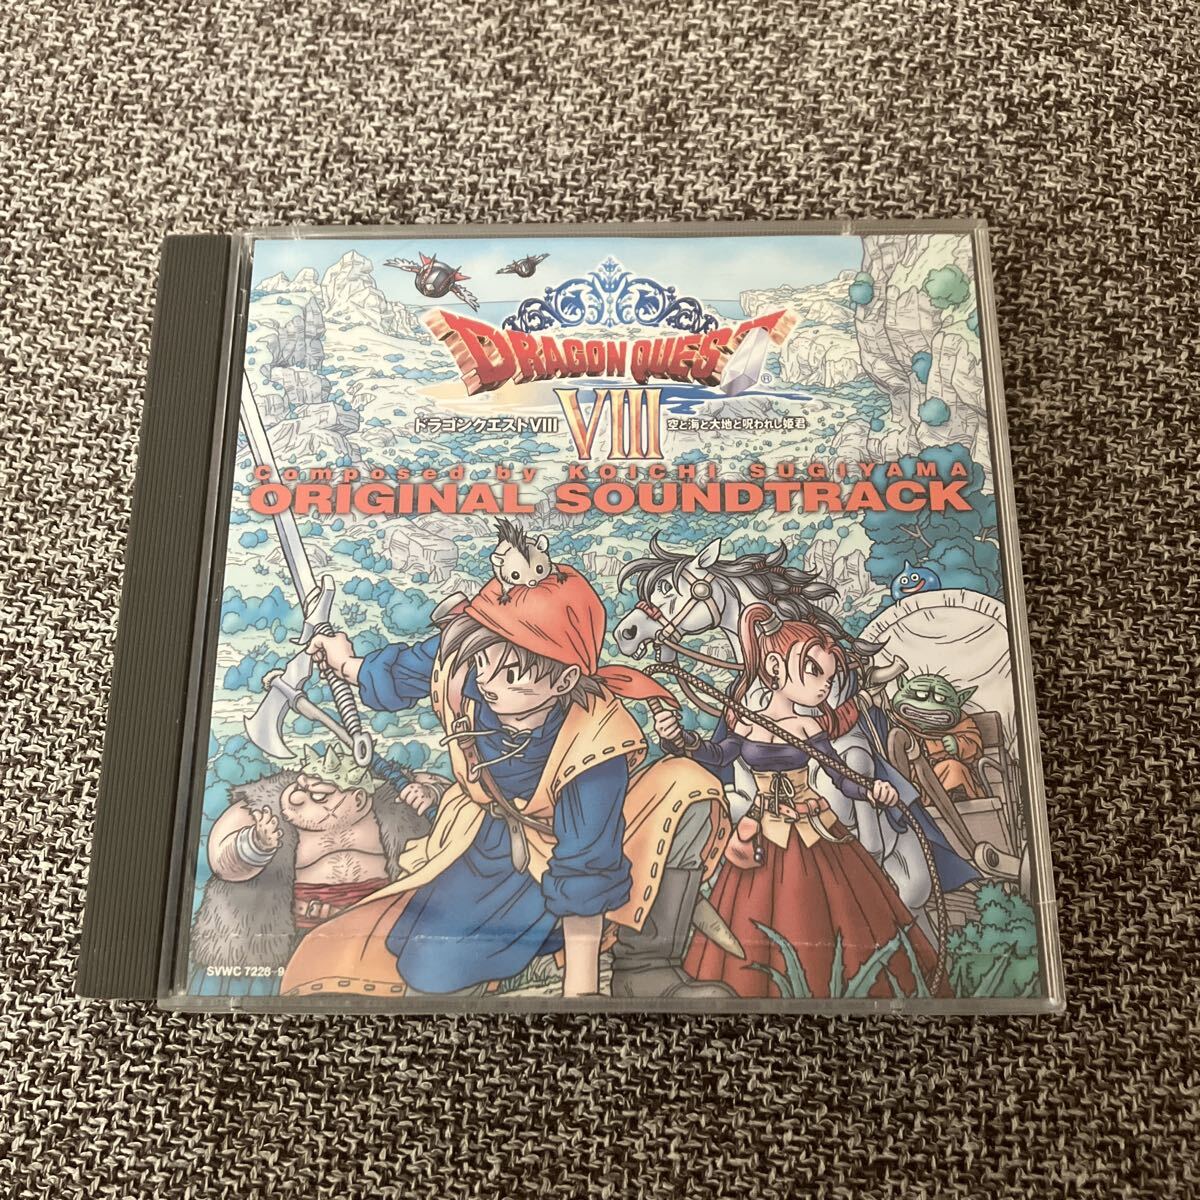 DRAGON QUEST
®
VIII
ドラゴンクエストVIII
空と海と大地と呪われし姫君
Composed by KOICHI SUGIYAMA
ORIGINAL SOUNDTRACK
SVWC 7228-9